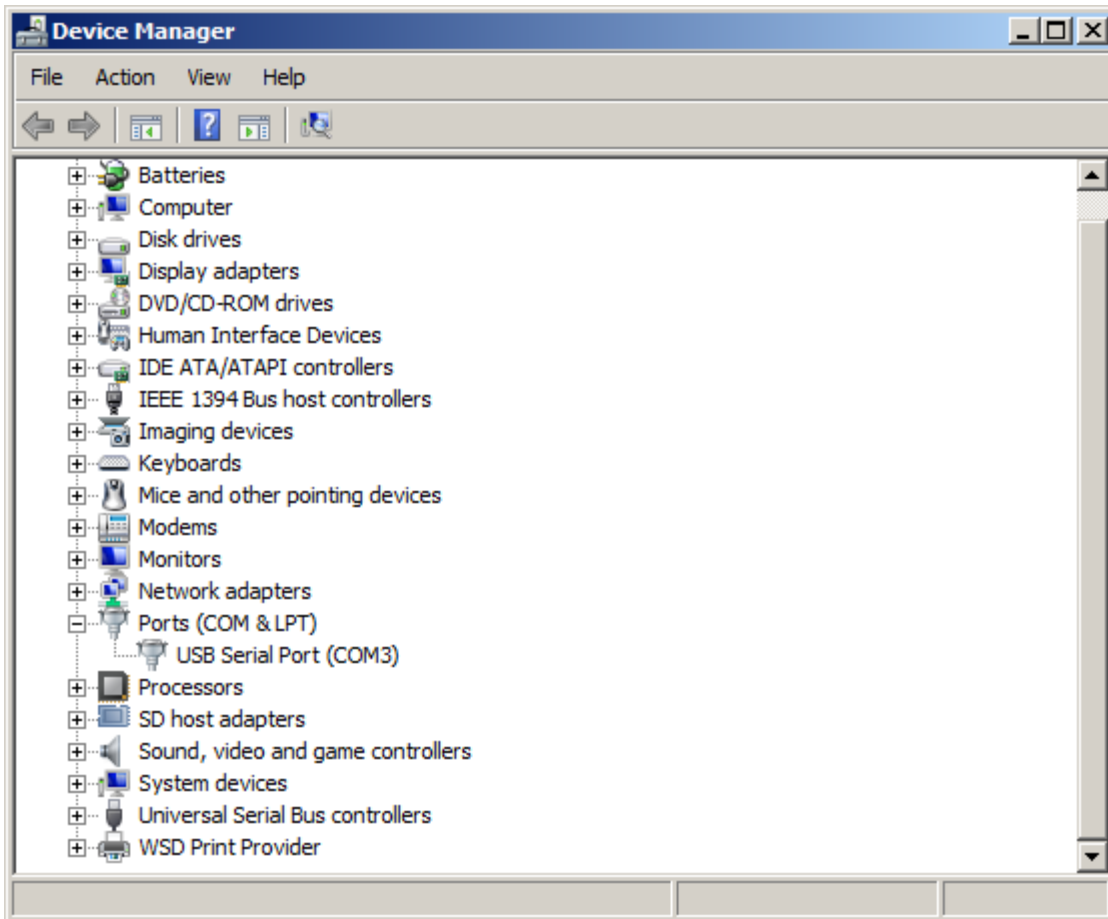 Device Manager
File Action View Help
Batteries
Computer
Disk drives
Display adapters
DVD/CD-ROM drives
Human Interface Devices
IDE ATA/ATAPI controllers
IEEE 1394 Bus host controllers
Imaging devices
Keyboards
Mice and other pointing devices
Modems
Monitors
Network adapters
Ports (COM & LPT)
USB Serial Port (COM3)
Processors
SD host adapters
Sound, video and game controllers
System devices
Universal Serial Bus controllers
WSD Print Provider